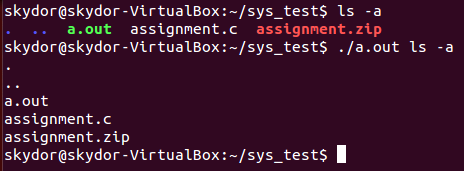 skydor@skydor-VirtualBox:~/sys_test$ ls -a
. .. a.out assignment.c assignment.zip
skydor@skydor-VirtualBox:~/sys_test$ ./a.out ls -a
.
..
a.out
assignment.c
assignment.zip
skydor@skydor-VirtualBox:~/sys_test$